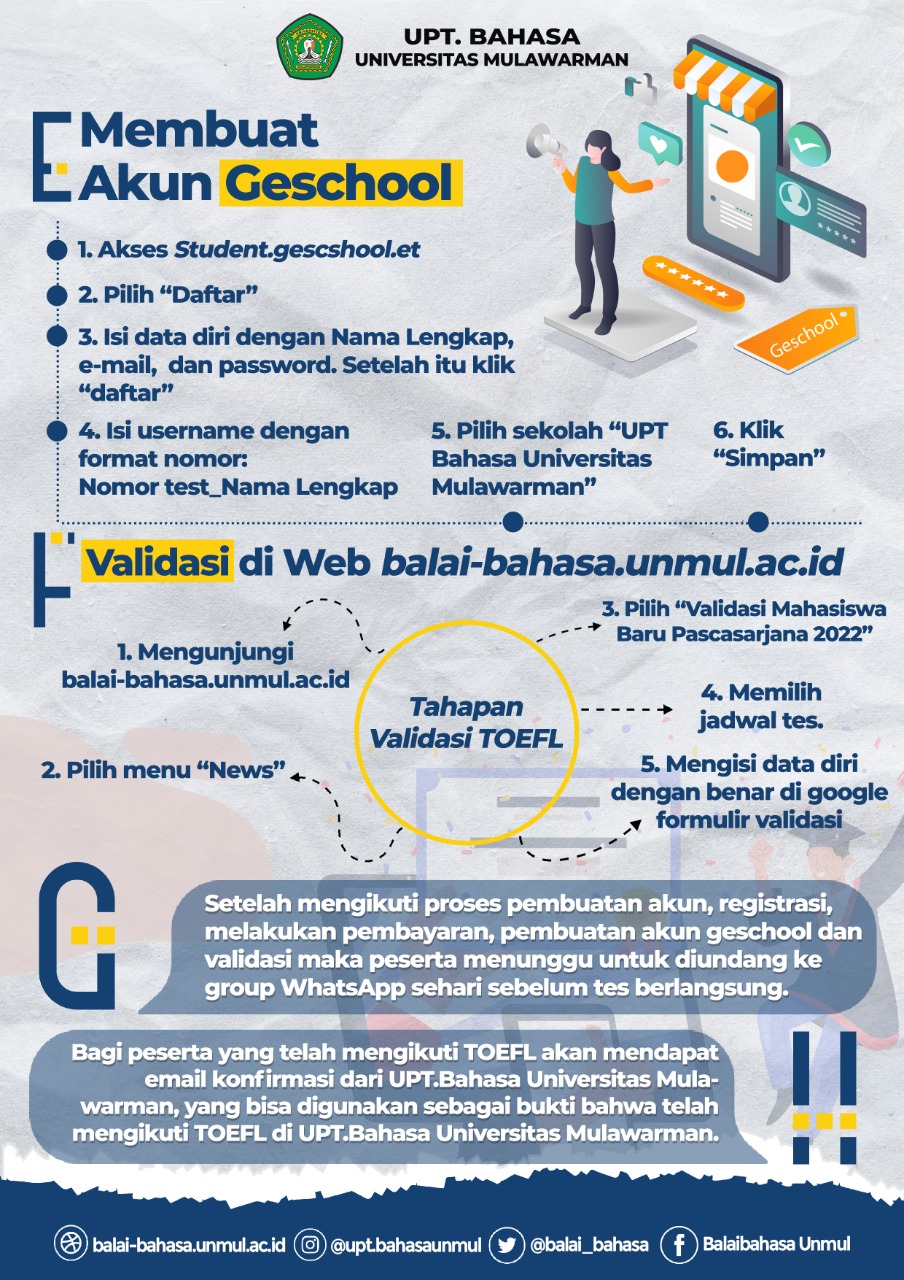 UPT. BAHASA
UNIVERSITAS MULAWARMAN
E
Membuat
Akun Geschool
1. Akses Student.gescshool.et
2. Pilih “Daftar”
3. Isi data diri dengan Nama Lengkap,
e-mail, dan password. Setelah itu klik
“daftar”
4. Isi username dengan
format nomor:
Nomor test_Nama Lengkap
5. Pilih sekolah “UPT
Bahasa Universitas
Mulawarman”
6. Klik
“Simpan”
Geschool
F
Validasi di Web balai-bahasa.unmul.ac.id
Tahapan
Validasi TOEFL
1. Mengunjungi
balai-bahasa.unmul.ac.id
2. Pilih menu “News”
3. Pilih “Validasi Mahasiswa
Baru Pascasarjana 2022”
4. Memilih
jadwal tes.
5. Mengisi data diri
dengan benar di google
formulir validasi
G
Setelah mengikuti proses pembuatan akun, registrasi,
melakukan pembayaran, pembuatan akun geschool dan
validasi maka peserta menunggu untuk diundang ke
group WhatsApp sehari sebelum tes berlangsung.
H
Bagi peserta yang telah mengikuti TOEFL akan mendapat
email konfirmasi dari UPT.Bahasa Universitas Mula-
warman, yang bisa digunakan sebagai bukti bahwa telah
mengikuti TOEFL di UPT.Bahasa Universitas Mulawarman.
balai-bahasa.unmul.ac.id
@upt.bahasaunmul
@balai_bahasa
Balaibahasa Unmul